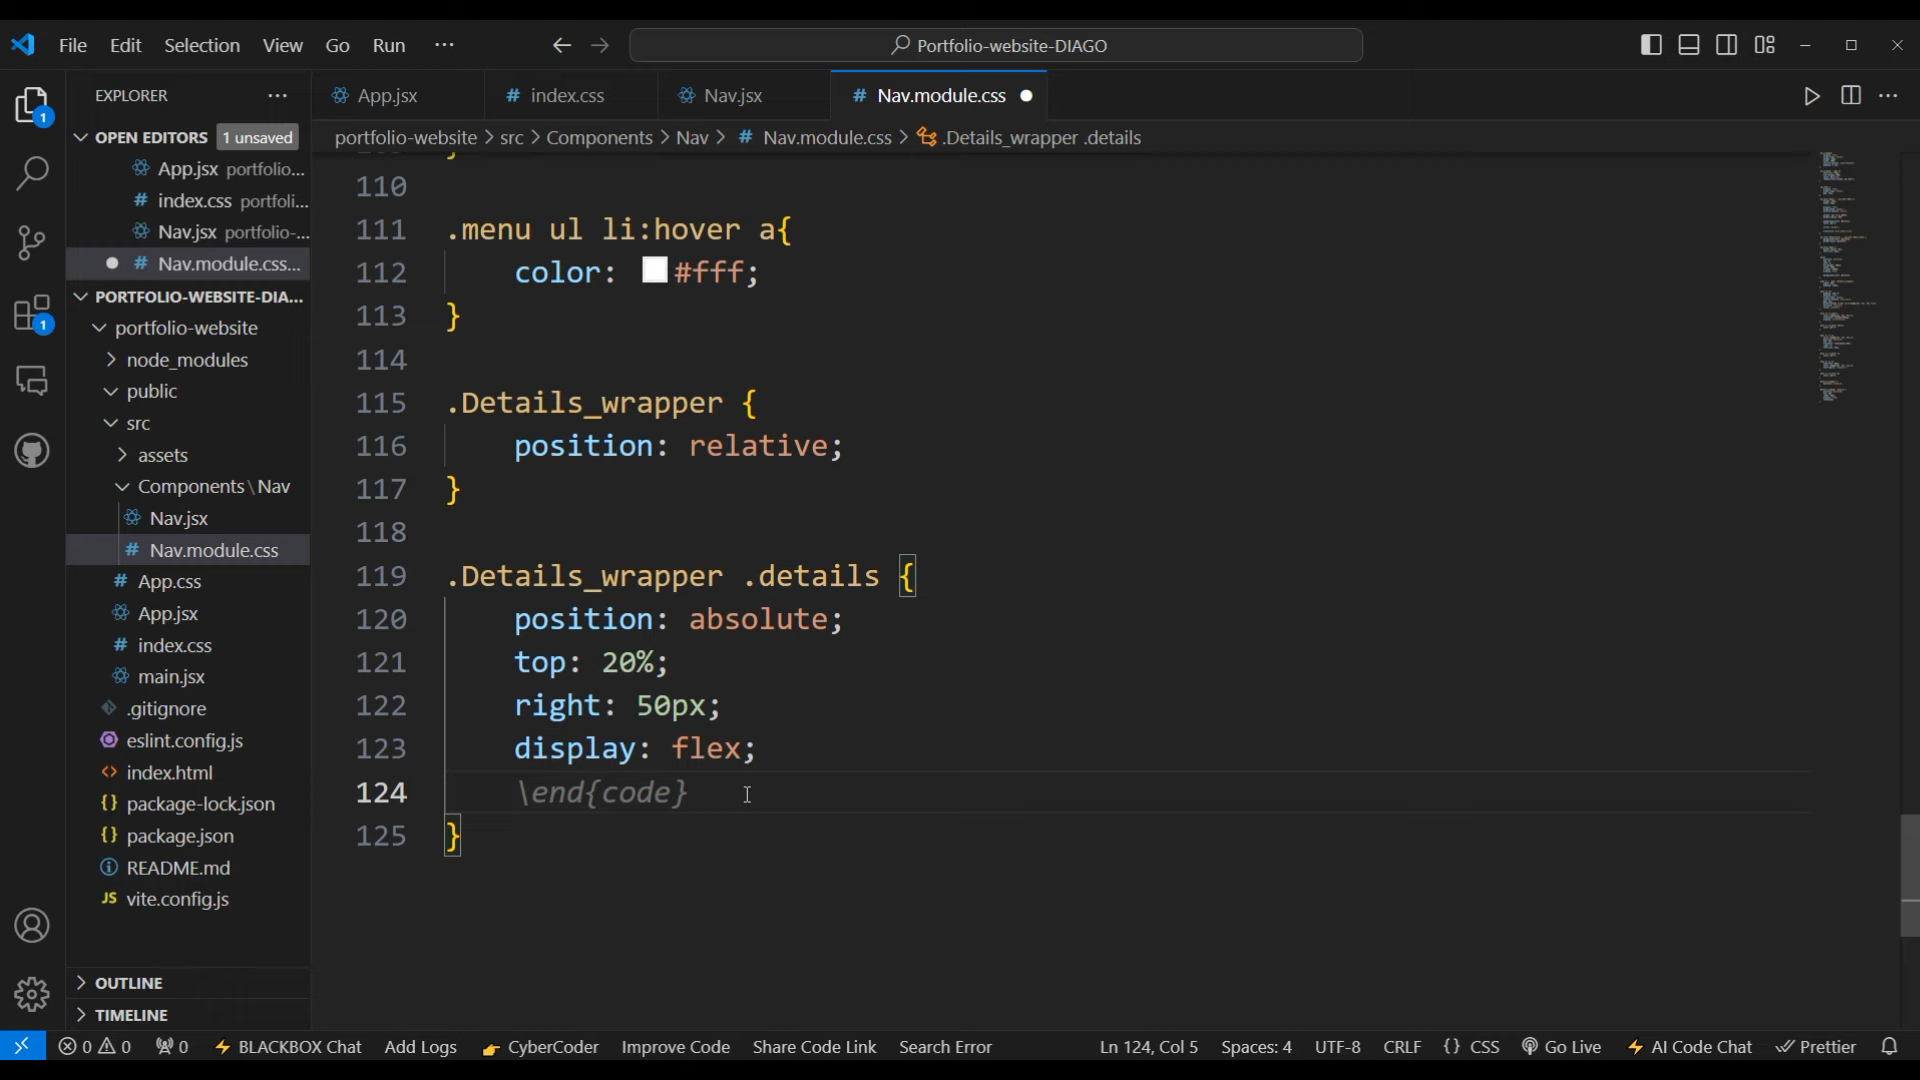 File Edit Selection View Go Run ··· Portfolio-website-DIAGO
EXPLORER ···
App.jsx # index.css Nav.jsx # Nav.module.css
OPEN EDITORS 1 unsaved
portfolio-website > src > Components > Nav > # Nav.module.css > .Details_wrapper .details
App.jsx portfolio...
# index.css portfoli...
Nav.jsx portfolio-...
# Nav.module.css...
PORTFOLIO-WEBSITE-DIA...
portfolio-website
node_modules
public
src
assets
Components\Nav
Nav.jsx
# Nav.module.css
# App.css
App.jsx
# index.css
main.jsx
.gitignore
eslint.config.js
<> index.html
{} package-lock.json
{} package.json
README.md
JS vite.config.js
OUTLINE
TIMELINE
1
1
110
111 .menu ul li:hover a{
112 color: #fff;
113 }
114
115 .Details_wrapper {
116 position: relative;
117 }
118
119 .Details_wrapper .details {
120 position: absolute;
121 top: 20%;
122 right: 50px;
123 display: flex;
124 \end{code}
125 }
0 0 0 BLACKBOX Chat Add Logs CyberCoder Improve Code Share Code Link Search Error Ln 124, Col 5 Spaces: 4 UTF-8 CRLF {} CSS Go Live AI Code Chat Prettier